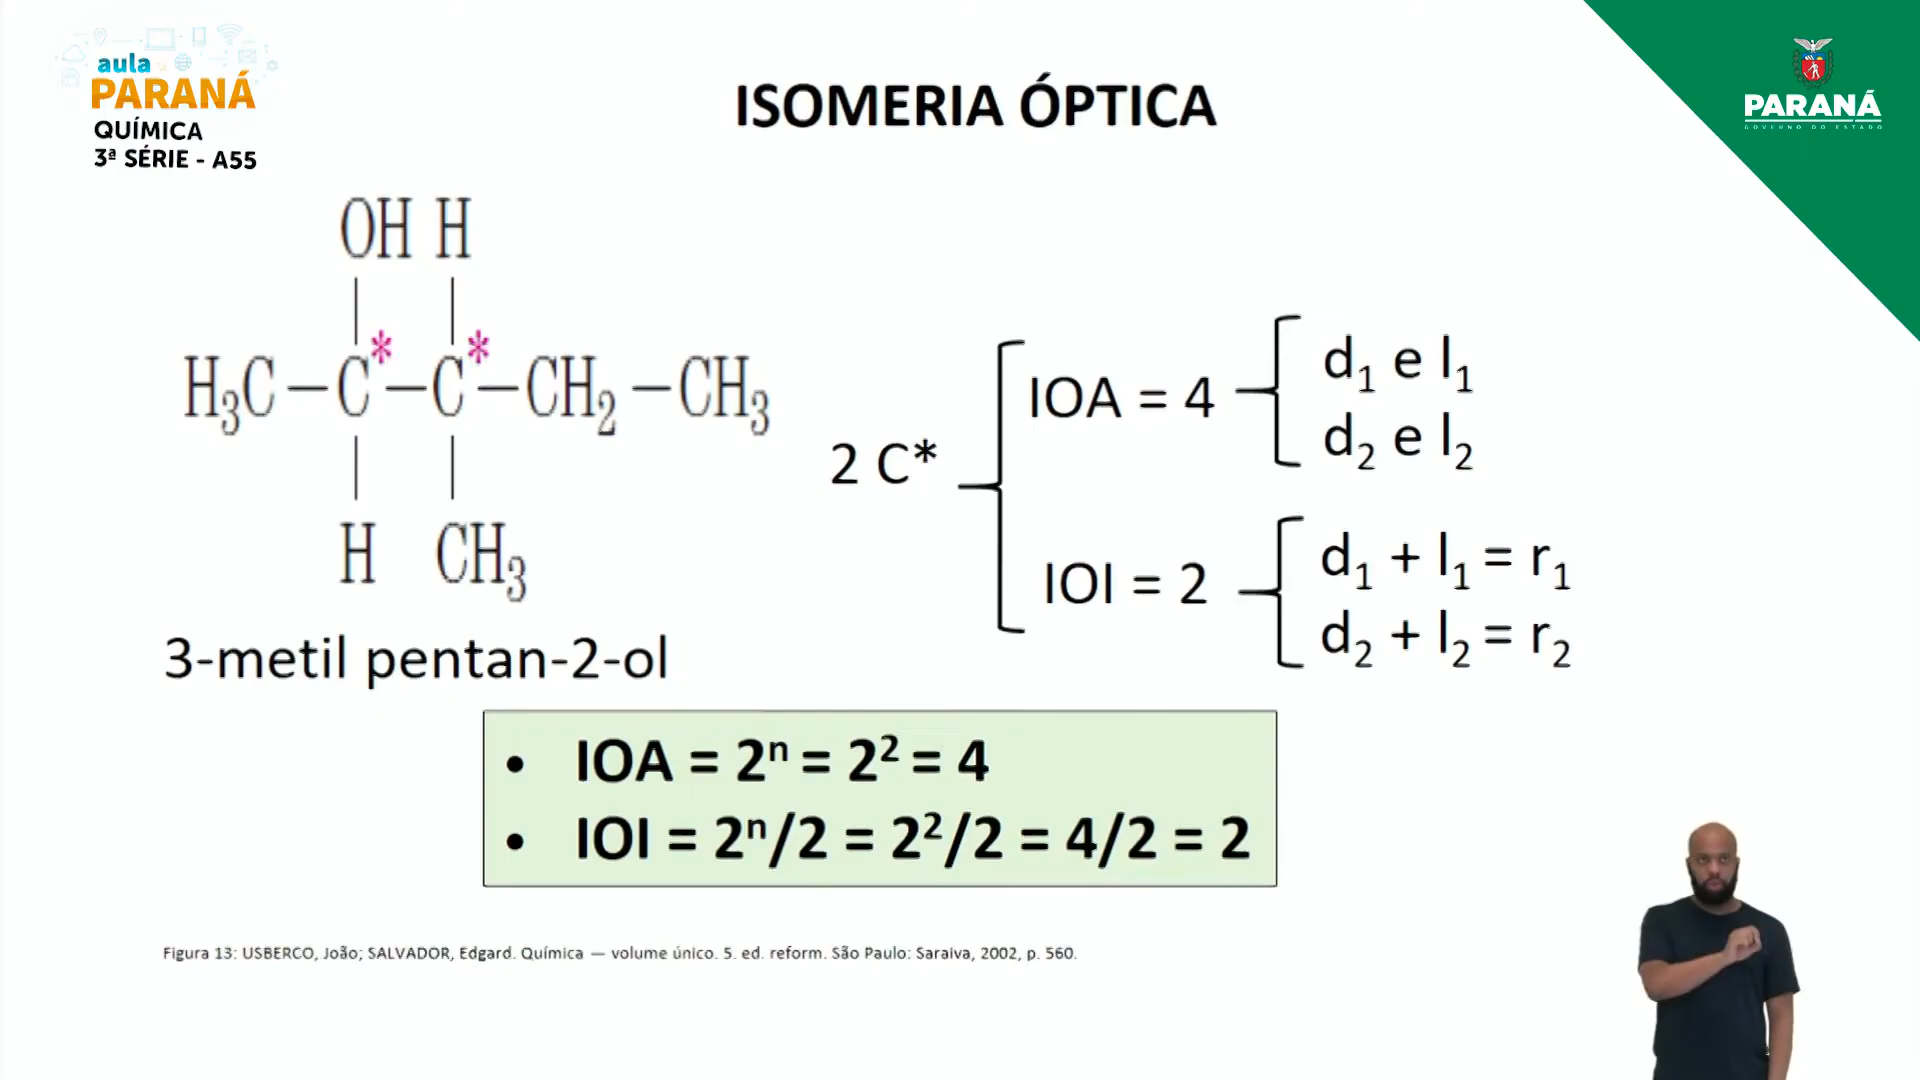 aula
PARANÁ
QUÍMICA
3ª SÉRIE - A55
ISOMERIA ÓPTICA
PARANÁ
GOVERNO DO ESTADO
OH H
H₃C — C* — C* — CH₂ — CH₃
H CH₃
3-metil pentan-2-ol
2 C*
IOA = 4
d₁ e l₁
d₂ e l₂
IOI = 2
d₁ + l₁ = r₁
d₂ + l₂ = r₂
• IOA = 2ⁿ = 2² = 4
• IOI = 2ⁿ/2 = 2²/2 = 4/2 = 2
Figura 13: USBERCO, João; SALVADOR, Edgard. Química — volume único. 5. ed. reform. São Paulo: Saraiva, 2002, p. 560.